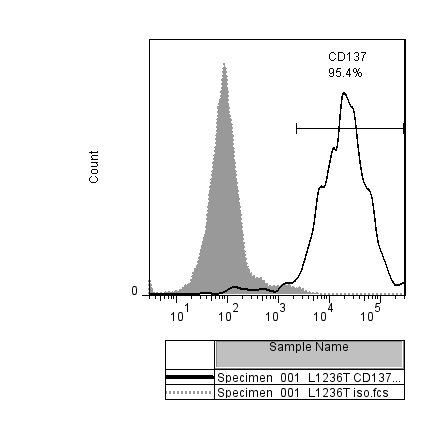 CD137
95.4%
Count
0
10^1 10^2 10^3 10^4 10^5
Sample Name
Specimen_001_L1236T CD137...
Specimen_001_L1236T iso.fcs